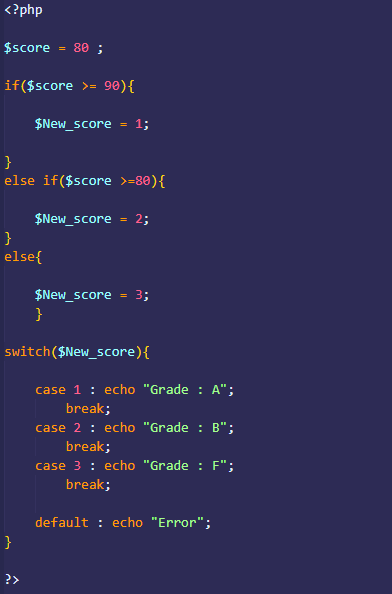 <?php
$score = 80 ;
if($score >= 90){
$New_score = 1;
}
else if($score >=80){
$New_score = 2;
}
else{
$New_score = 3;
}
switch($New_score){
case 1 : echo "Grade : A";
break;
case 2 : echo "Grade : B";
break;
case 3 : echo "Grade : F";
break;
default : echo "Error";
}
?>